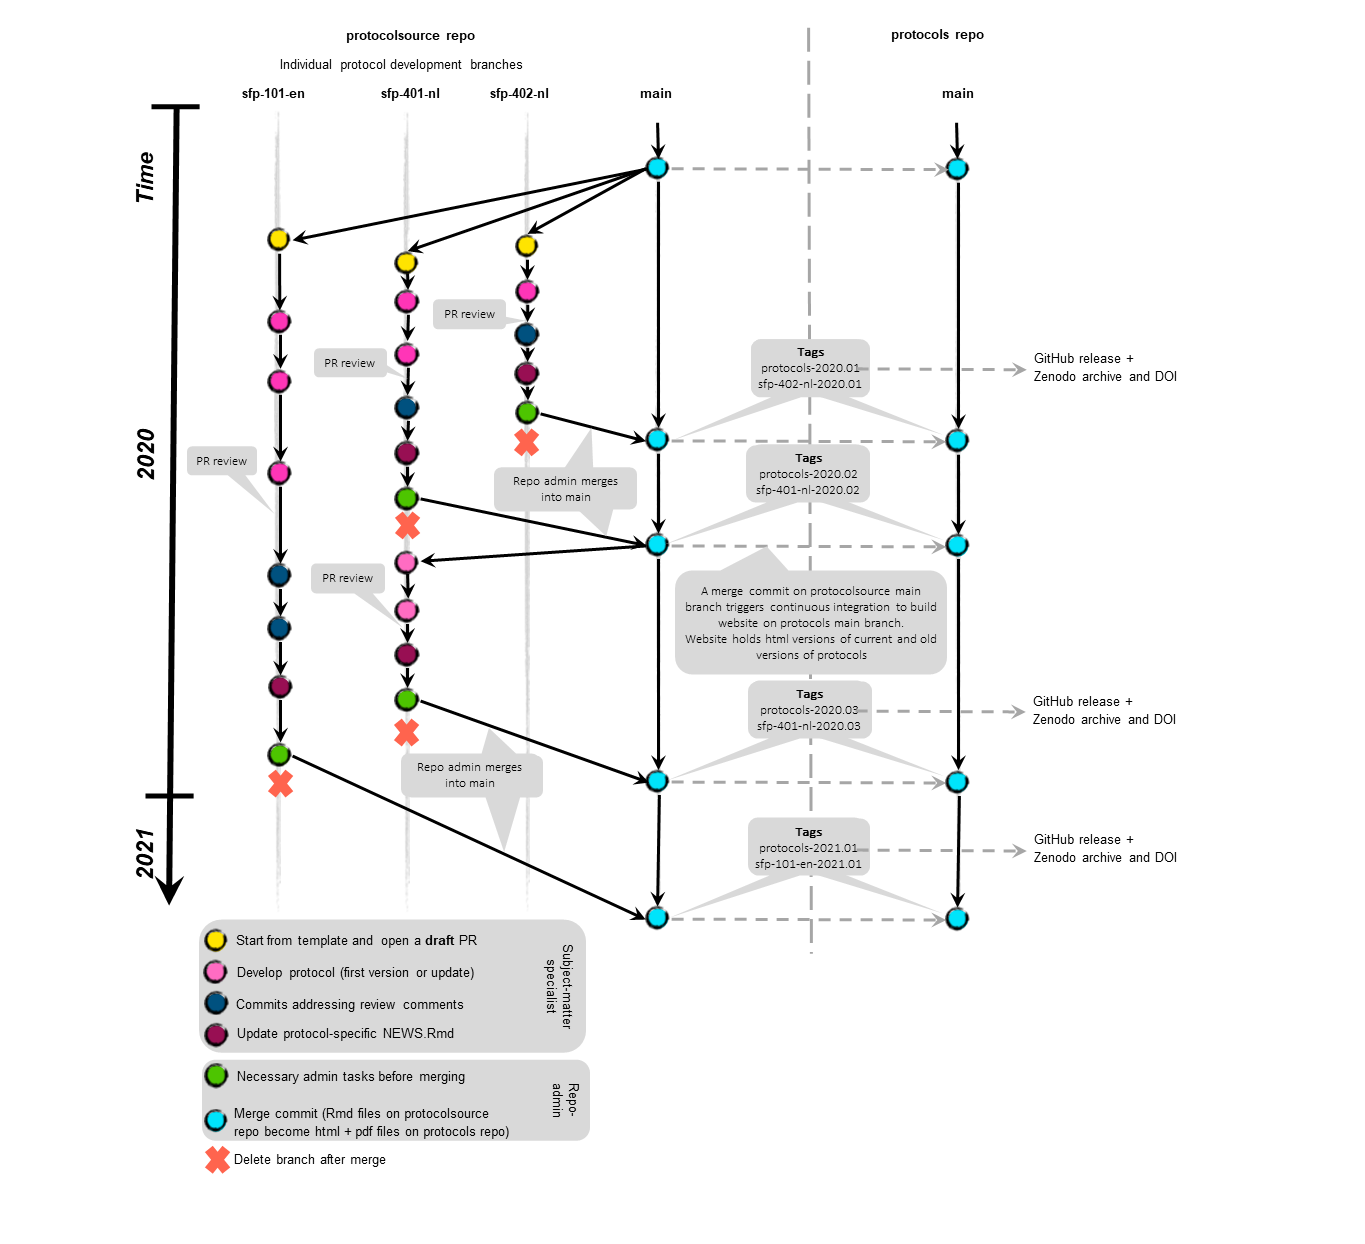 protocolsource repo
protocols repo
Individual protocol development branches
sfp-101-en
sfp-401-nl
sfp-402-nl
main
main
Time
2020
2021
PR review
PR review
PR review
PR review
Tags
protocols-2020.01
sfp-402-nl-2020.01
GitHub release +
Zenodo archive and DOI
Repo admin merges
into main
Tags
protocols-2020.02
sfp-401-nl-2020.02
A merge commit on protocolsource main
branch triggers continuous integration to build
website on protocols main branch.
Website holds html versions of current and old
versions of protocols
Tags
protocols-2020.03
sfp-401-nl-2020.03
GitHub release +
Zenodo archive and DOI
Repo admin merges
into main
Tags
protocols-2021.01
sfp-101-en-2021.01
GitHub release +
Zenodo archive and DOI
Start from template and open a draft PR
Develop protocol (first version or update)
Commits addressing review comments
Update protocol-specific NEWS.Rmd
Subject-matter
specialist
Necessary admin tasks before merging
Merge commit (Rmd files on protocolsource
repo become html + pdf files on protocols repo)
Repo-
admin
Delete branch after merge